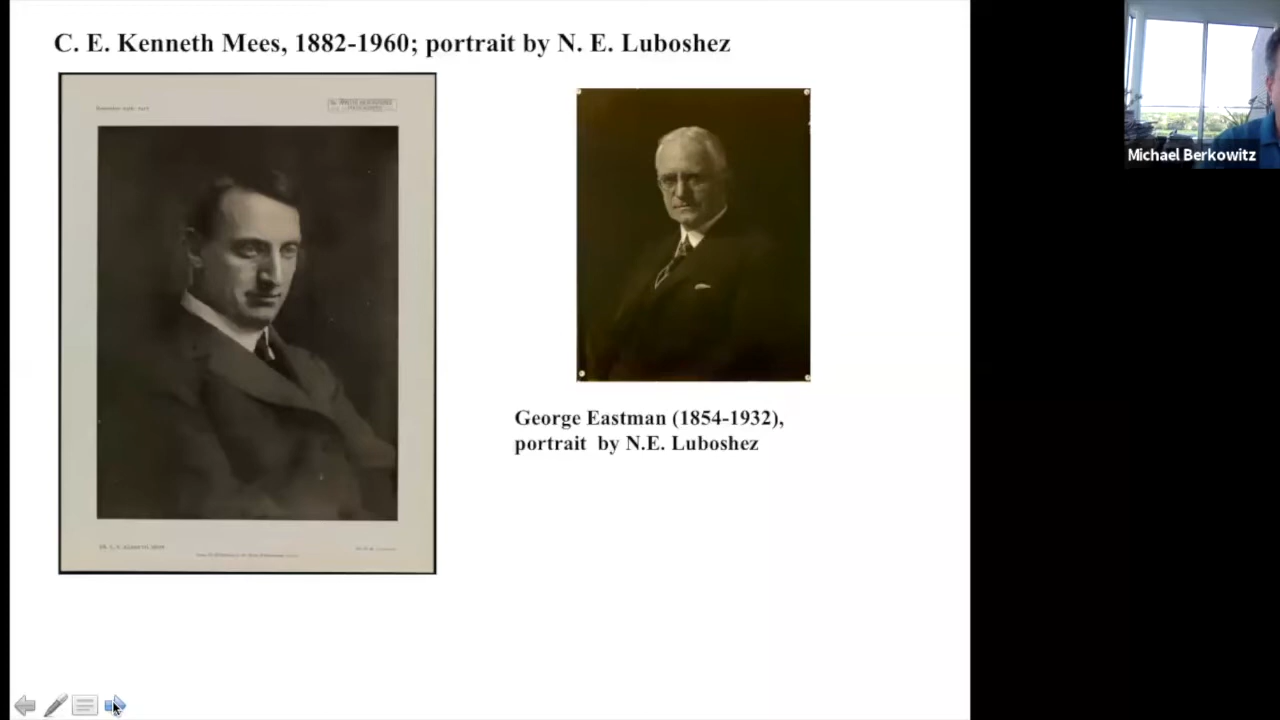 C. E. Kenneth Mees, 1882-1960; portrait by N. E. Luboshez
George Eastman (1854-1932),
portrait by N.E. Luboshez
Michael Berkowitz